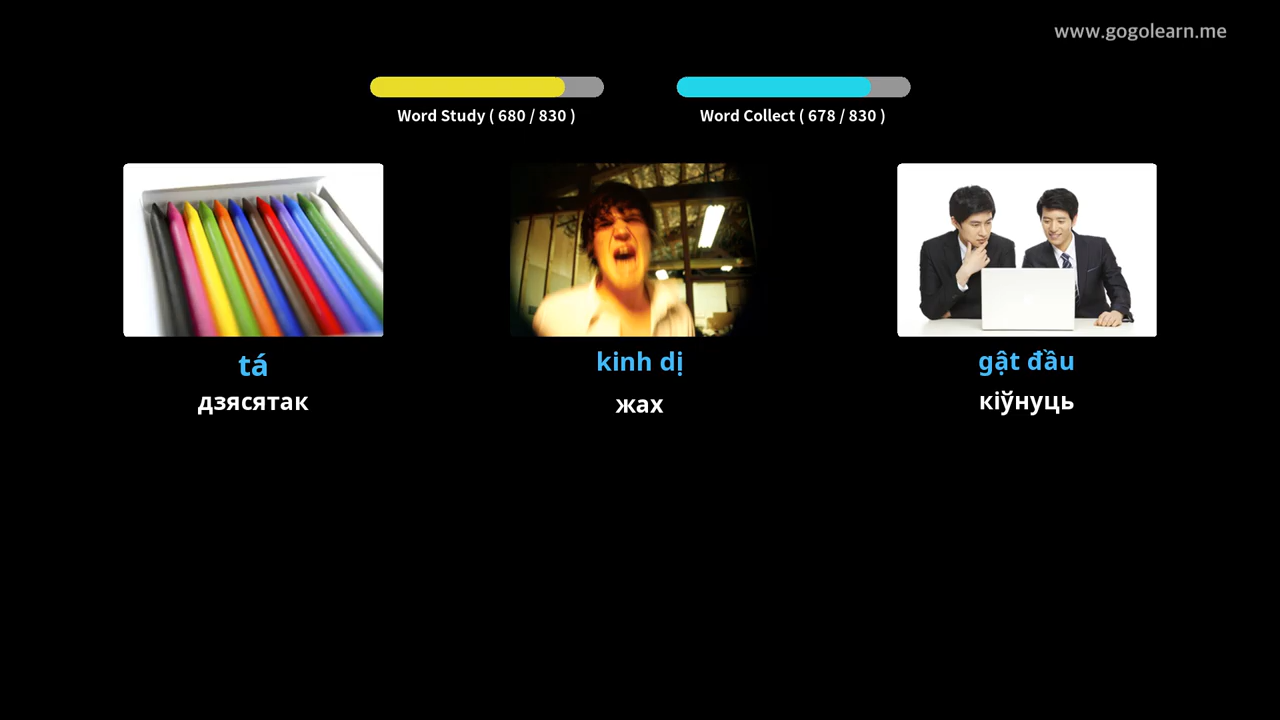 www.gogolearn.me
Word Study ( 680 / 830 )
Word Collect ( 678 / 830 )
tá
дзясятак
kinh dị
жах
gật đầu
кіўнуць